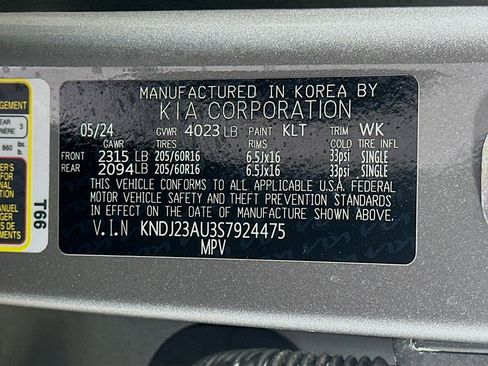 MANUFACTURED IN KOREA BY
KIA CORPORATION
05/24 GVWR 4023 LB PAINT KLT TRIM WK
GAWR TIRES RIMS COLD TIRE INFL
FRONT 2315 LB 205/60R16 6.5Jx16 33psi SINGLE
REAR 2094 LB 205/60R16 6.5Jx16 33psi SINGLE
THIS VEHICLE CONFORMS TO ALL APPLICABLE U.S.A. FEDERAL
MOTOR VEHICLE SAFETY AND THEFT PREVENTION STANDARDS
IN EFFECT ON THE DATE OF MANUFACTURE SHOWN ABOVE.
V.I.N KNDJ23AU3S7924475
MPV
3
860 lbs.
T66